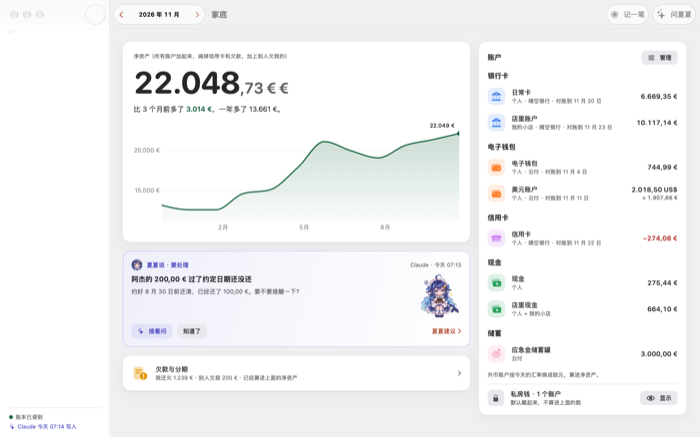 2026 年 11 月
家底
记一笔
问夏夏
净资产（所有账户加起来，减掉信用卡和欠款，加上别人欠我的）
22.048,73 € €
比 3 个月前多了 3.014 €，一年多了 13.661 €。
22.049 €
20.000 €
15.000 €
2月
5月
8月
夏夏说 · 要处理
Claude · 今天 07:13
阿杰的 200,00 € 过了约定日期还没还
约好 8 月 30 日前还清，已经还了 100,00 €。要不要提醒一下？
接着问
知道了
夏夏建议
欠款与分期
我还欠 1.239 € · 别人欠我 200 € · 已经算进上面的净资产
账户
管理
银行卡
日常卡
个人 · 晴空银行 · 对账到 11 月 20 日
6.669,35 €
店里账户
我的小店 · 晴空银行 · 对账到 11 月 23 日
10.117,14 €
电子钱包
电子钱包
个人 · 云付 · 对账到 11 月 4 日
744,99 €
美元账户
个人 · 云付 · 对账到 11 月 11 日
2.018,50 US$
≈ 1.907,66 €
信用卡
信用卡
个人 · 晴空银行 · 对账到 11 月 22 日
-274,08 €
现金
现金
个人
275,44 €
店里现金
个人 + 我的小店
664,10 €
储蓄
应急金储蓄罐
云付
3.000,00 €
外币账户按今天的汇率换成欧元，算进净资产。
私房钱 · 1 个账户
默认藏起来，不算进上面的数
显示
账本已读到
Claude 今天 07:14 写入